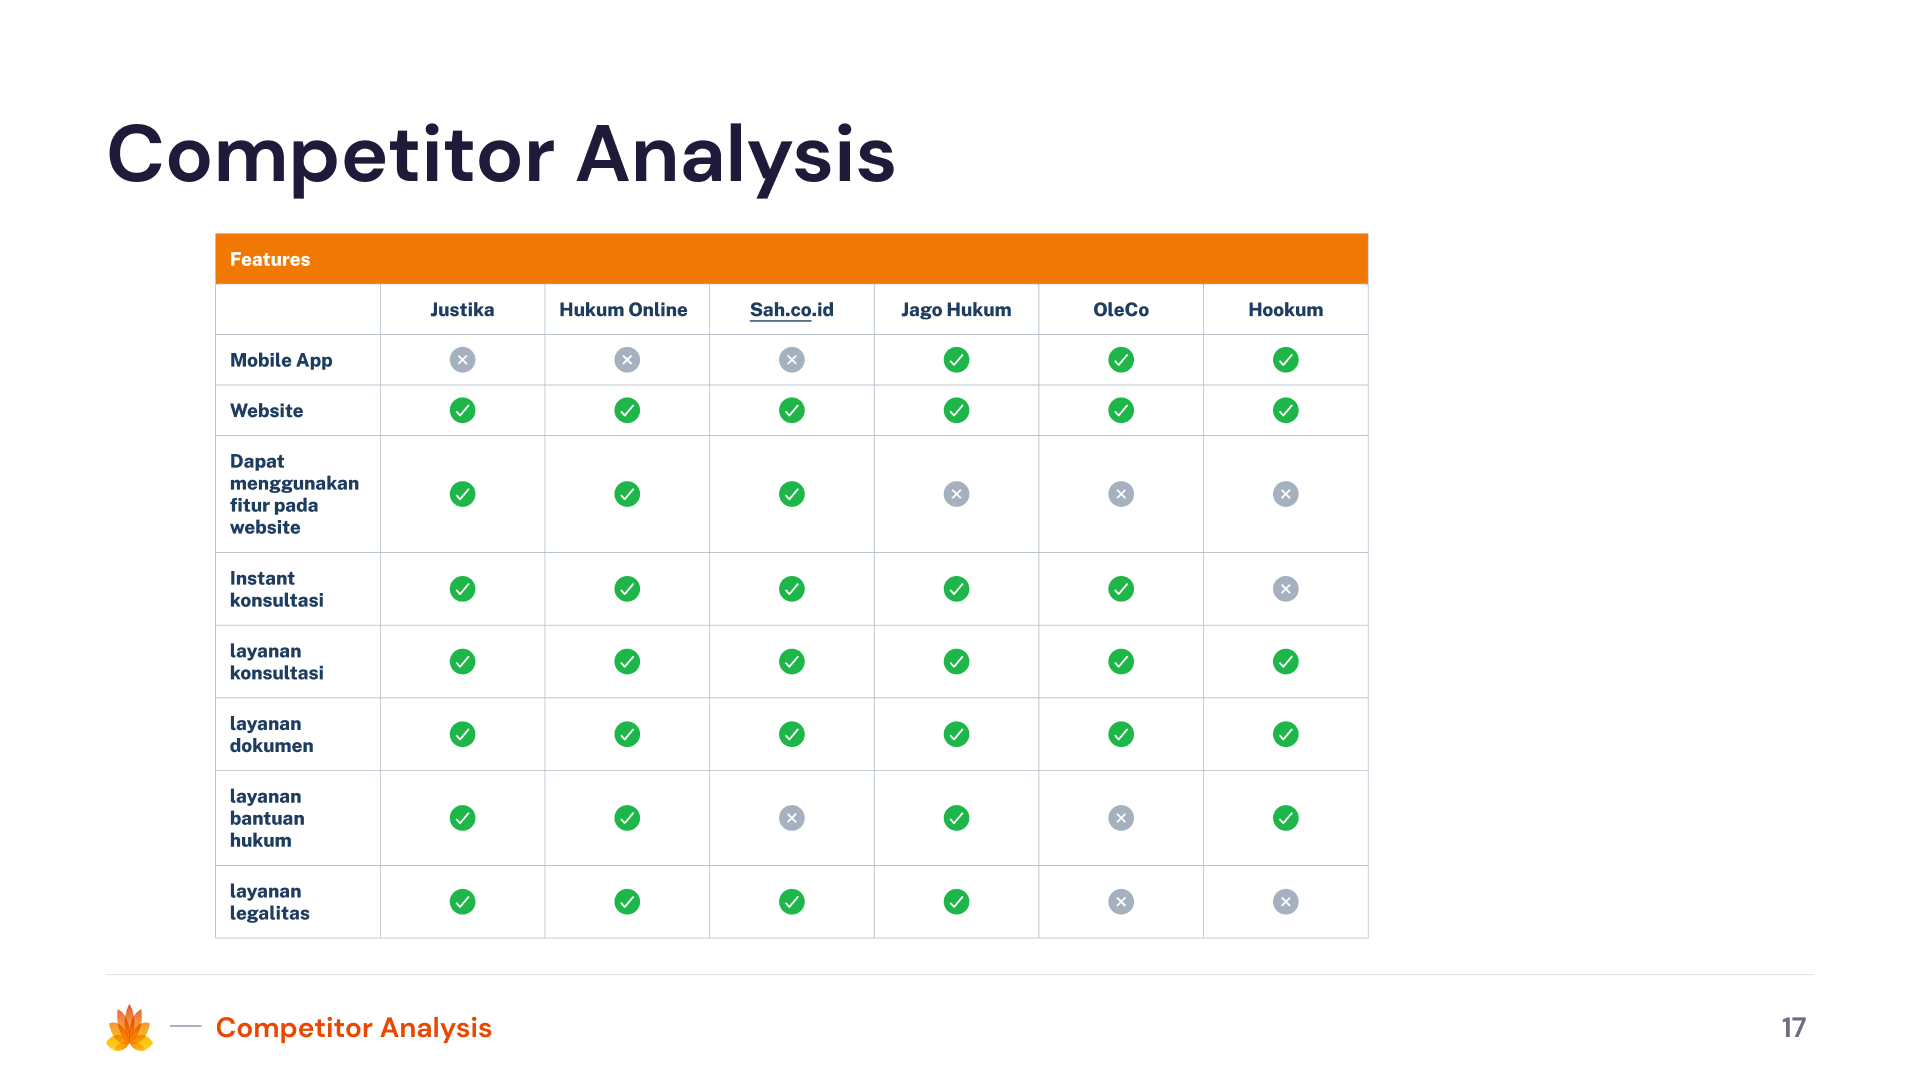 Competitor Analysis
Features
Justika Hukum Online Sah.co.id Jago Hukum OleCo Hookum
Mobile App
Website
Dapat
menggunakan
fitur pada
website
Instant
konsultasi
layanan
konsultasi
layanan
dokumen
layanan
bantuan
hukum
layanan
legalitas
Competitor Analysis
17